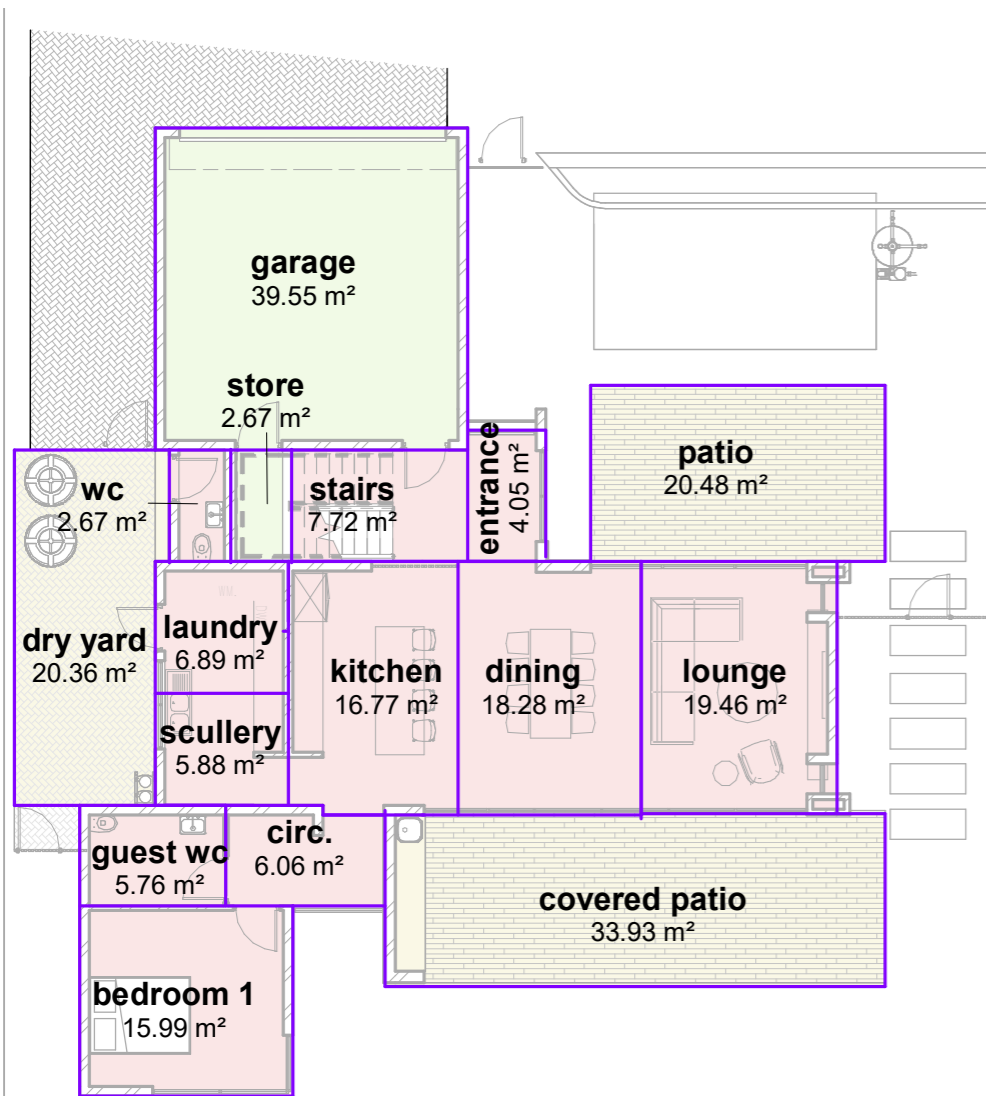 garage
39.55 m²
store
2.67 m²
patio
20.48 m²
wc
2.67 m²
stairs
7.72 m²
entrance
4.05 m²
laundry
6.89 m²
dry yard
20.36 m²
kitchen
16.77 m²
dining
18.28 m²
lounge
19.46 m²
scullery
5.88 m²
circ.
6.06 m²
guest wc
5.76 m²
covered patio
33.93 m²
bedroom 1
15.99 m²